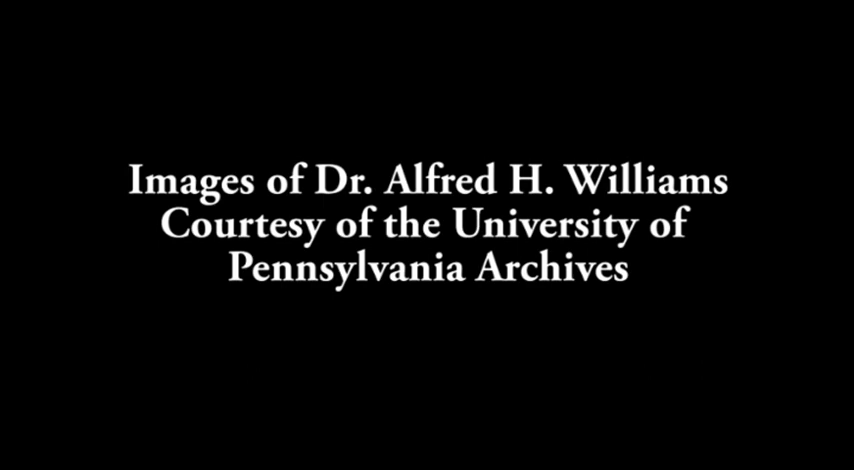 Images of Dr. Alfred H. Williams
Courtesy of the University of
Pennsylvania Archives